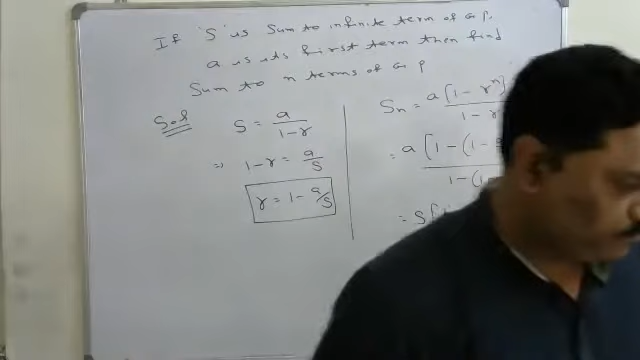 If 'S' is Sum to infinite term of G.P.
a is its first term then find
Sum to n terms of G P
Sol
S = a/(1-r)
⇒ 1-r = a/S
r = 1 - a/S
Sn = a[1-r^n]/(1-r
= a[1-(1-
1-(1-
= S[